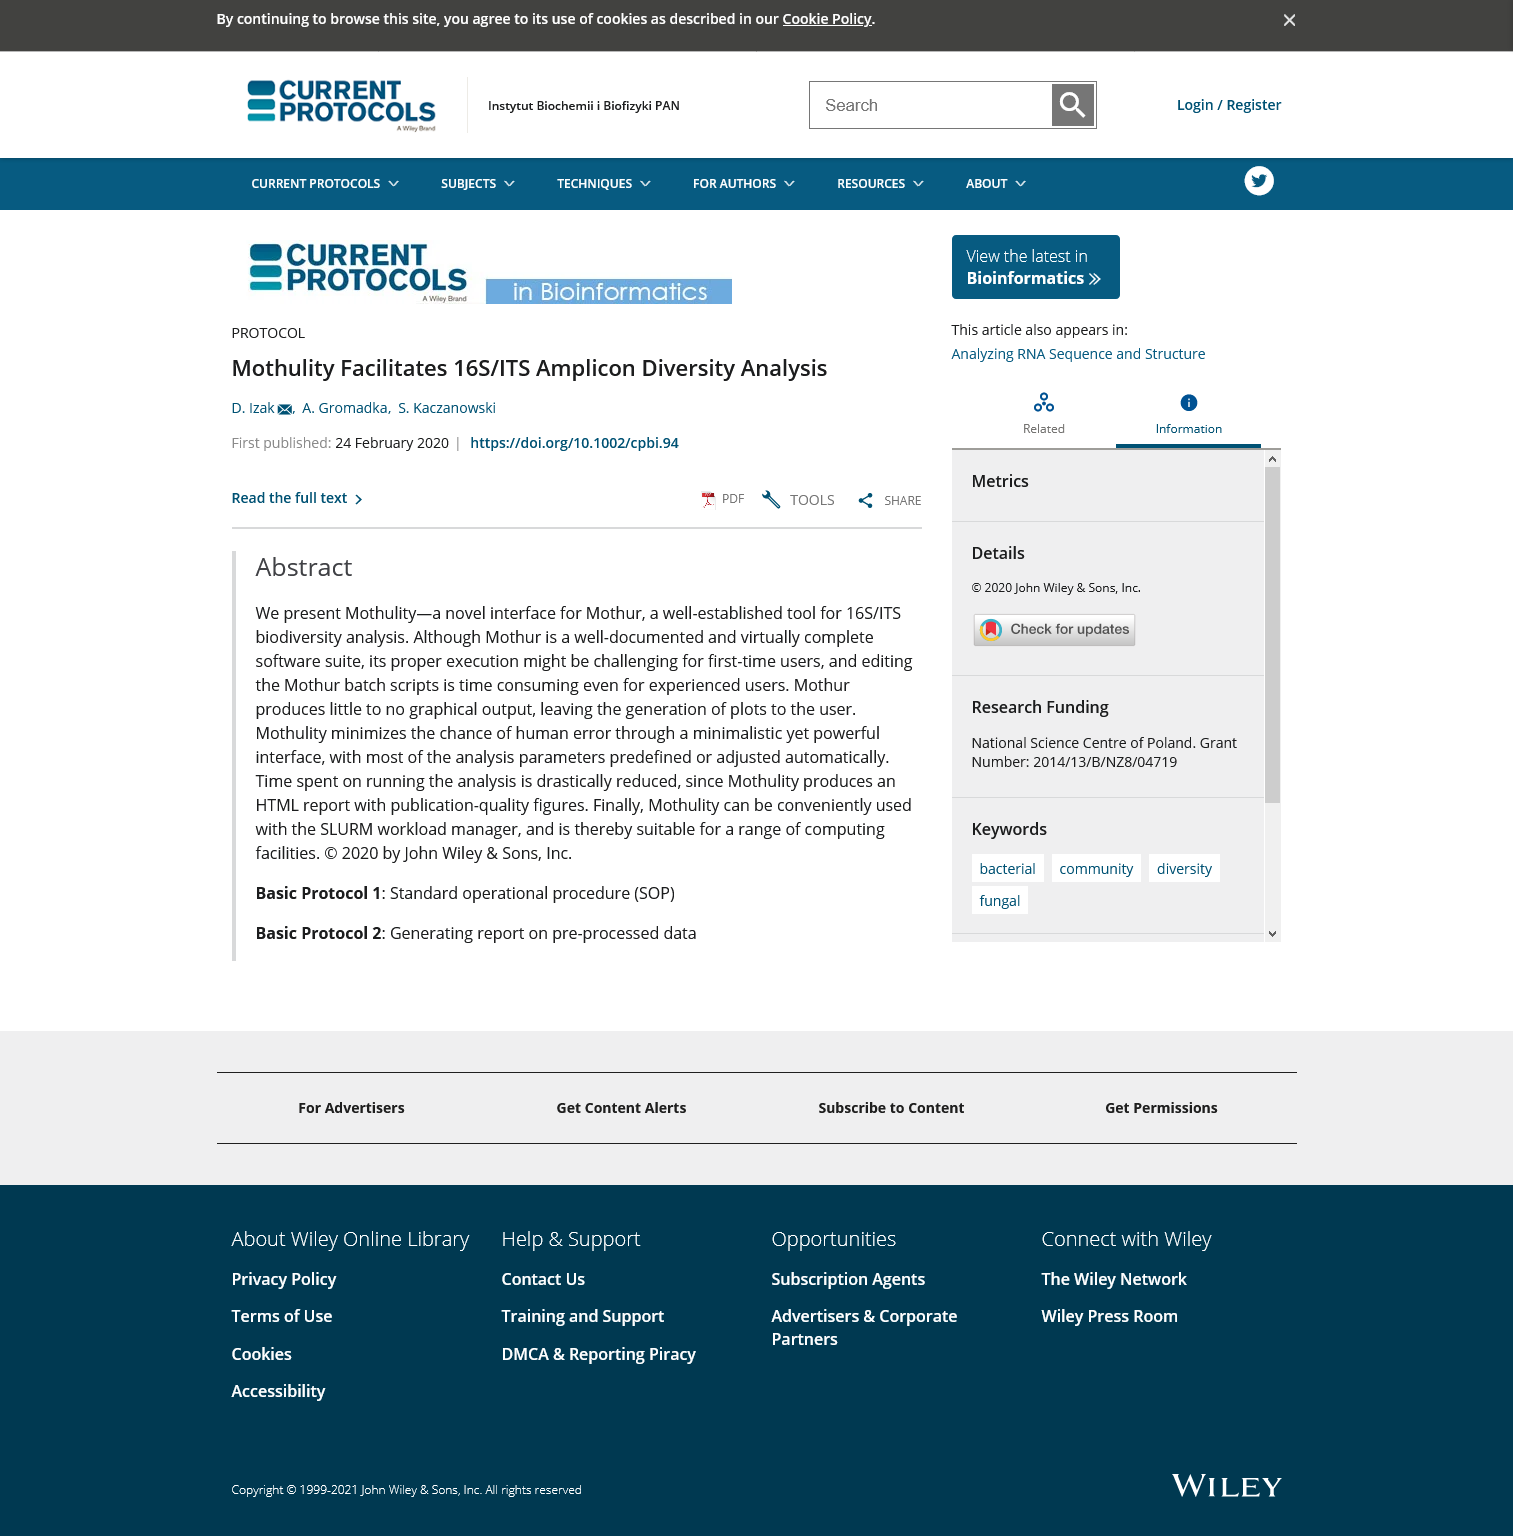 By continuing to browse this site, you agree to its use of cookies as described in our Cookie Policy.
CURRENT
PROTOCOLS
A Wiley Brand
Instytut Biochemii i Biofizyki PAN
Search
Login / Register
CURRENT PROTOCOLS
SUBJECTS
TECHNIQUES
FOR AUTHORS
RESOURCES
ABOUT
CURRENT
PROTOCOLS
A Wiley Brand
in Bioinformatics
PROTOCOL
Mothulity Facilitates 16S/ITS Amplicon Diversity Analysis
D. Izak, A. Gromadka, S. Kaczanowski
First published: 24 February 2020 | https://doi.org/10.1002/cpbi.94
Read the full text
PDF
TOOLS
SHARE
Abstract
We present Mothulity—a novel interface for Mothur, a well-established tool for 16S/ITS
biodiversity analysis. Although Mothur is a well-documented and virtually complete
software suite, its proper execution might be challenging for first-time users, and editing
the Mothur batch scripts is time consuming even for experienced users. Mothur
produces little to no graphical output, leaving the generation of plots to the user.
Mothulity minimizes the chance of human error through a minimalistic yet powerful
interface, with most of the analysis parameters predefined or adjusted automatically.
Time spent on running the analysis is drastically reduced, since Mothulity produces an
HTML report with publication-quality figures. Finally, Mothulity can be conveniently used
with the SLURM workload manager, and is thereby suitable for a range of computing
facilities. © 2020 by John Wiley & Sons, Inc.
Basic Protocol 1: Standard operational procedure (SOP)
Basic Protocol 2: Generating report on pre-processed data
View the latest in
Bioinformatics
This article also appears in:
Analyzing RNA Sequence and Structure
Related
Information
Metrics
Details
© 2020 John Wiley & Sons, Inc.
Check for updates
Research Funding
National Science Centre of Poland. Grant
Number: 2014/13/B/NZ8/04719
Keywords
bacterial community diversity
fungal
For Advertisers
Get Content Alerts
Subscribe to Content
Get Permissions
About Wiley Online Library
Privacy Policy
Terms of Use
Cookies
Accessibility
Help & Support
Contact Us
Training and Support
DMCA & Reporting Piracy
Opportunities
Subscription Agents
Advertisers & Corporate
Partners
Connect with Wiley
The Wiley Network
Wiley Press Room
Copyright © 1999-2021 John Wiley & Sons, Inc. All rights reserved
WILEY